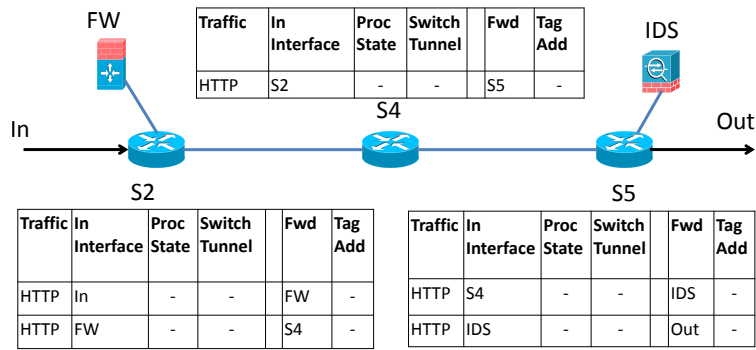 FW
Traffic In Interface Proc State Switch Tunnel Fwd Tag Add
HTTP S2 - - S5 -
IDS
In
S4
Out
S2
S5
Traffic In Interface Proc State Switch Tunnel Fwd Tag Add
HTTP In - - FW -
HTTP FW - - S4 -
Traffic In Interface Proc State Switch Tunnel Fwd Tag Add
HTTP S4 - - IDS -
HTTP IDS - - Out -